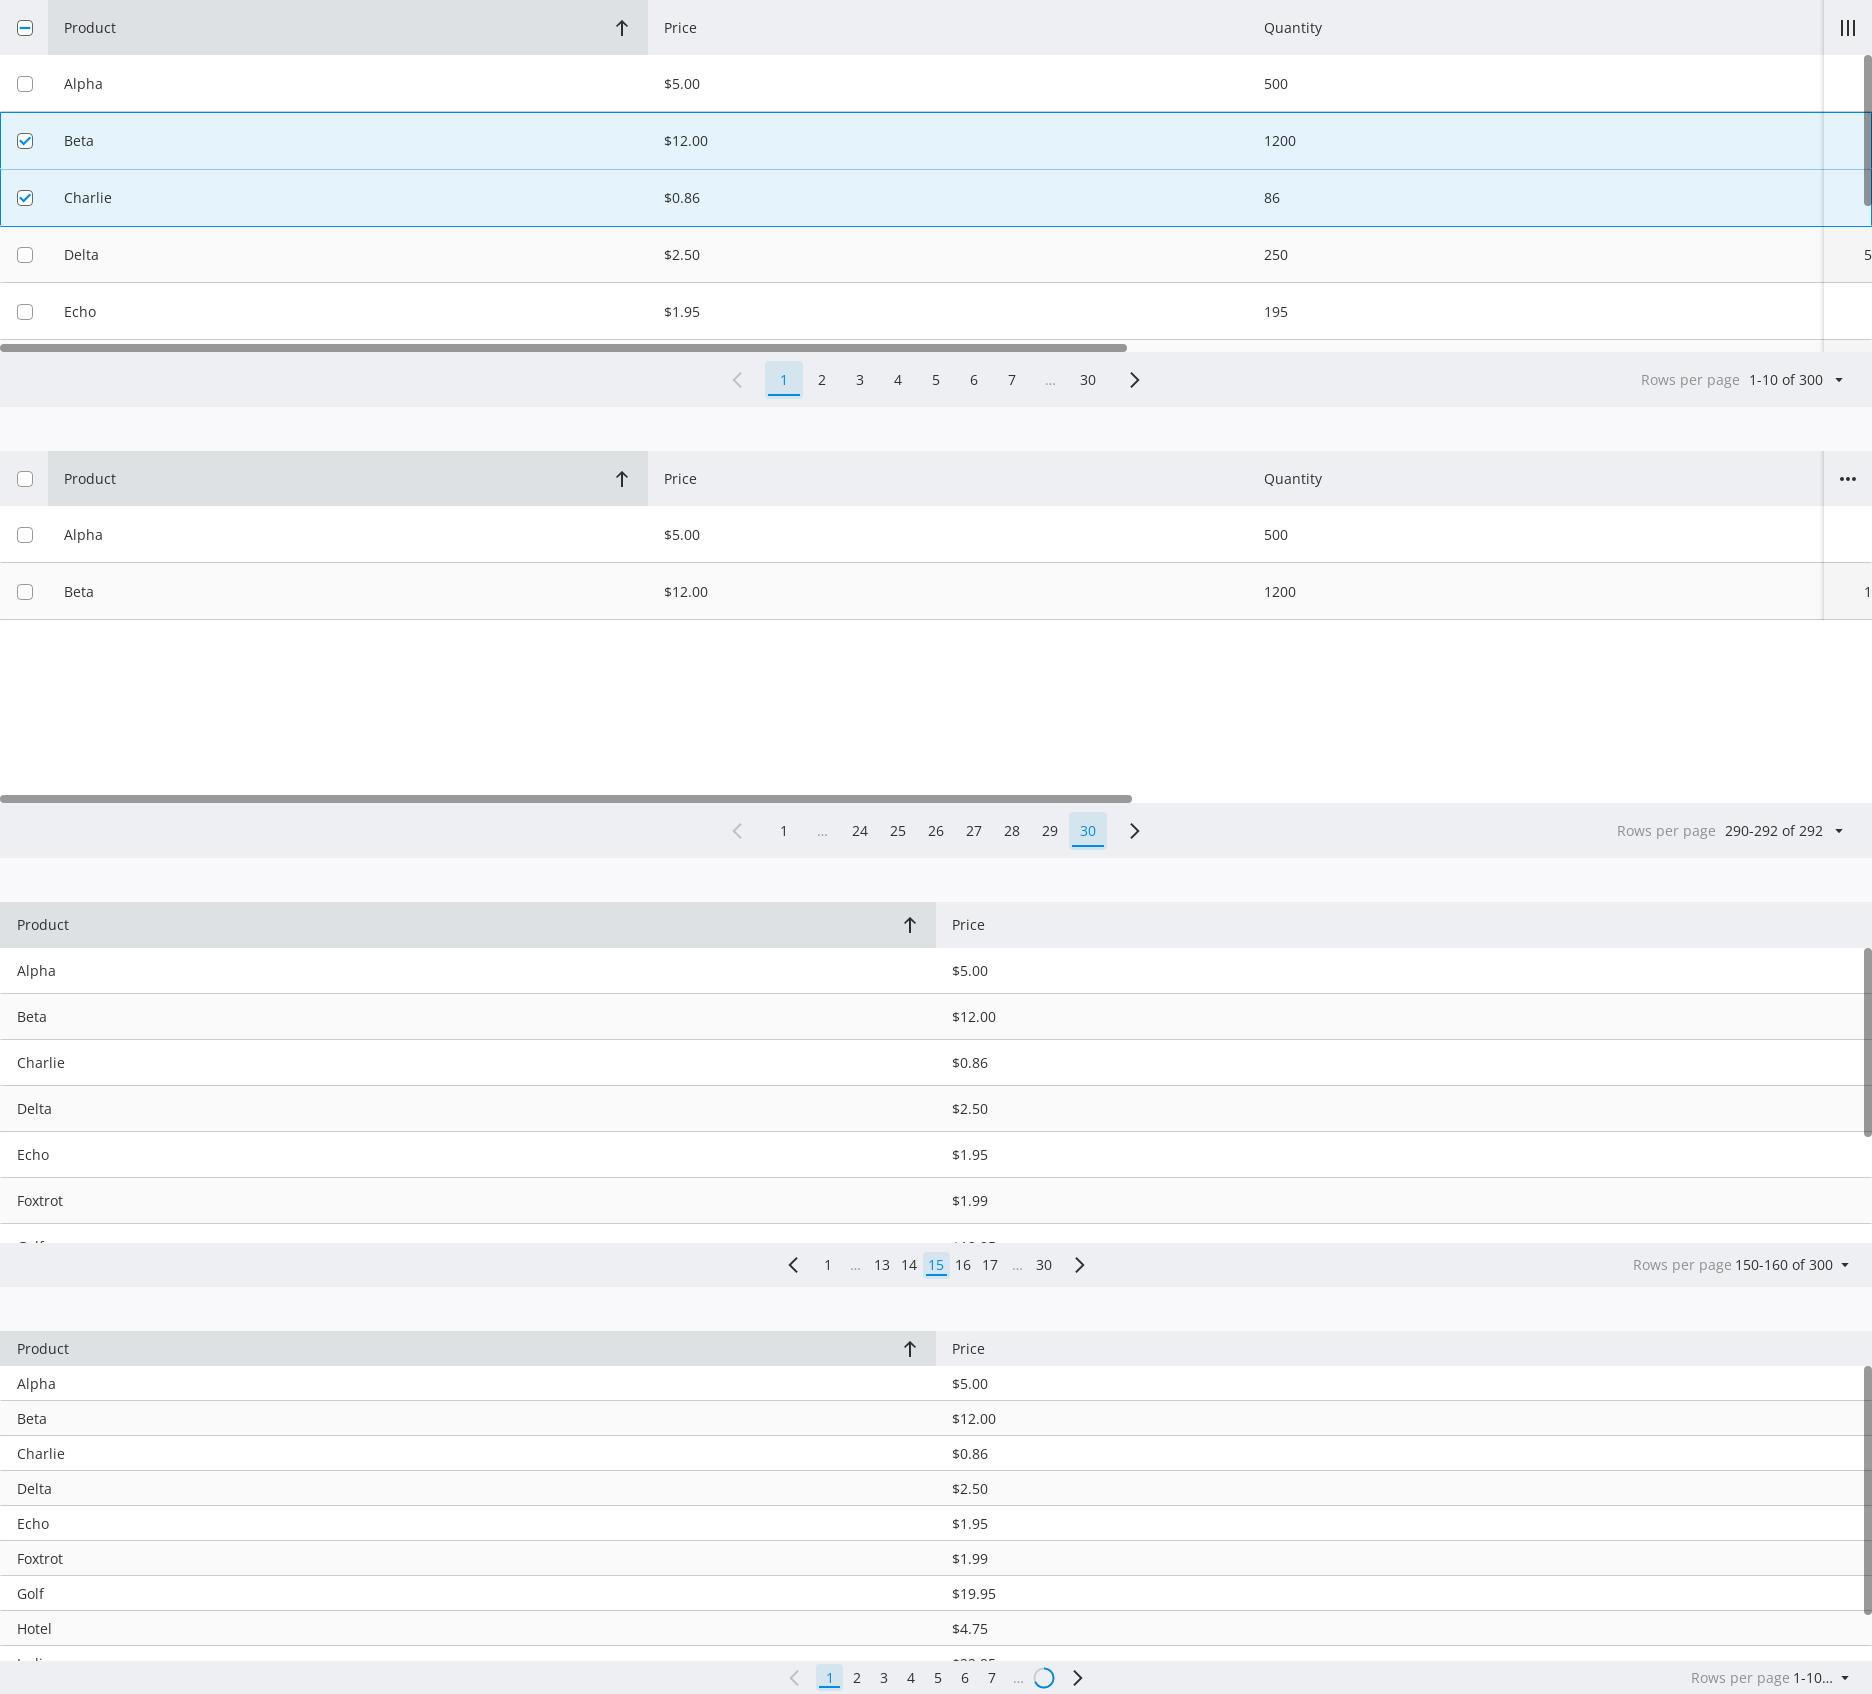 Product Price Quantity
Alpha $5.00 500
Beta $12.00 1200
Charlie $0.86 86
Delta $2.50 250 5
Echo $1.95 195
1 2 3 4 5 6 7 ... 30 Rows per page 1-10 of 300
Product Price Quantity
Alpha $5.00 500
Beta $12.00 1200 1
1 ... 24 25 26 27 28 29 30 Rows per page 290-292 of 292
Product Price
Alpha $5.00
Beta $12.00
Charlie $0.86
Delta $2.50
Echo $1.95
Foxtrot $1.99
1 ... 13 14 15 16 17 ... 30 Rows per page 150-160 of 300
Product Price
Alpha $5.00
Beta $12.00
Charlie $0.86
Delta $2.50
Echo $1.95
Foxtrot $1.99
Golf $19.95
Hotel $4.75
1 2 3 4 5 6 7 ... Rows per page 1-10...